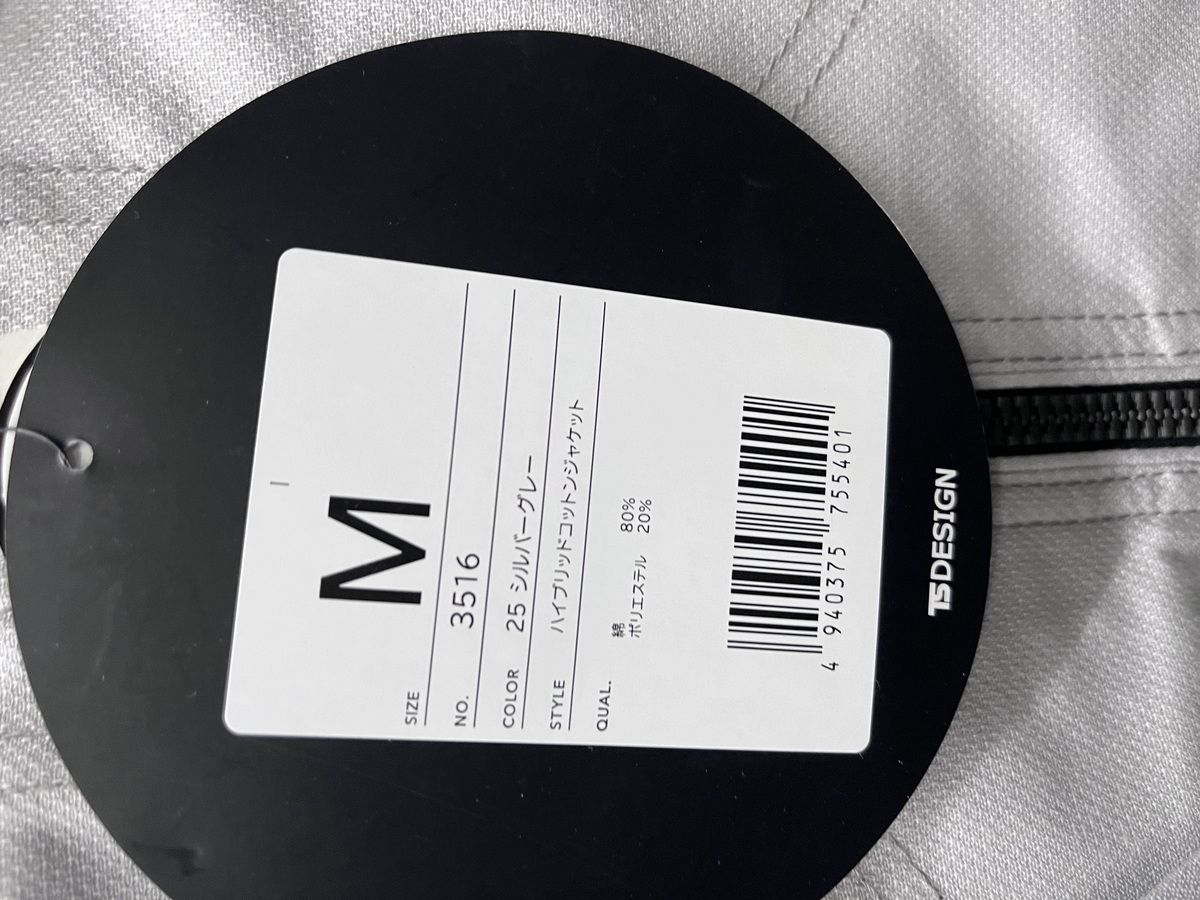 SIZE M
NO. 3516
COLOR 25 シルバーグレー
STYLE ハイブリッドコットンジャケット
QUAL.
綿 80%
ポリエステル 20%
4 940375 755401
TSDESIGN